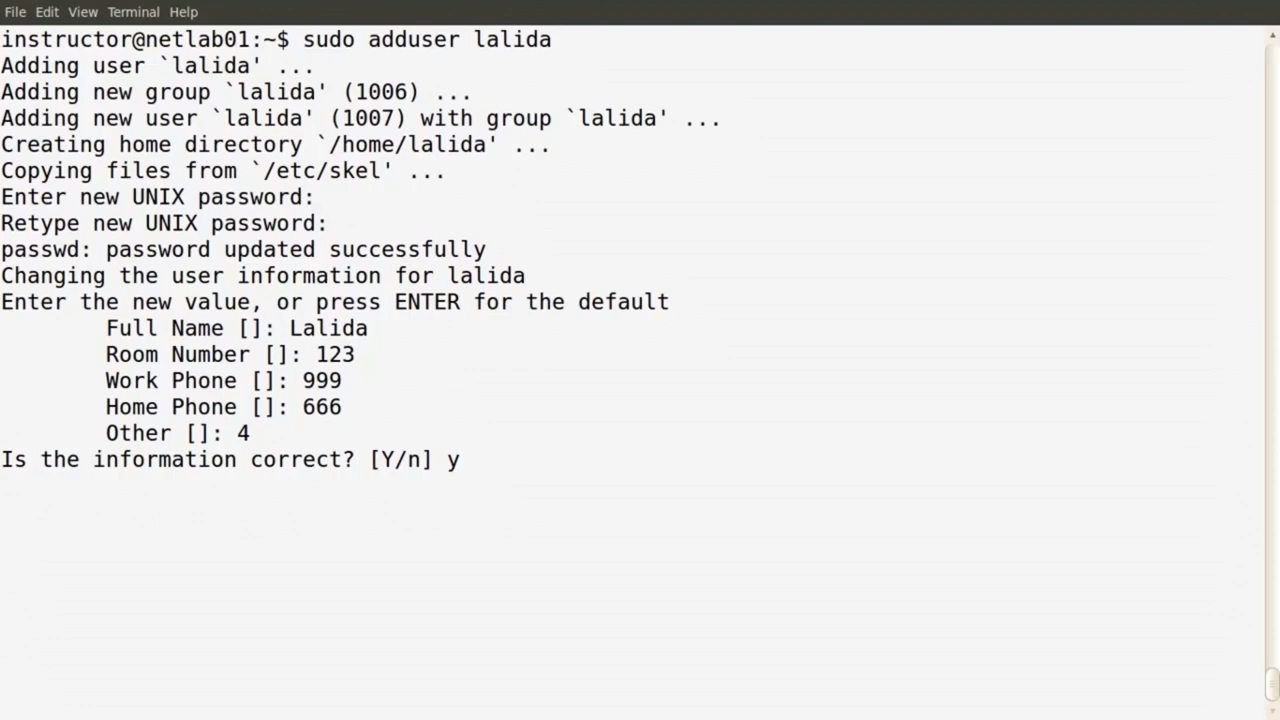 File Edit View Terminal Help
instructor@netlab01:~$ sudo adduser lalida
Adding user `lalida' ...
Adding new group `lalida' (1006) ...
Adding new user `lalida' (1007) with group `lalida' ...
Creating home directory `/home/lalida' ...
Copying files from `/etc/skel' ...
Enter new UNIX password:
Retype new UNIX password:
passwd: password updated successfully
Changing the user information for lalida
Enter the new value, or press ENTER for the default
Full Name []: Lalida
Room Number []: 123
Work Phone []: 999
Home Phone []: 666
Other []: 4
Is the information correct? [Y/n] y